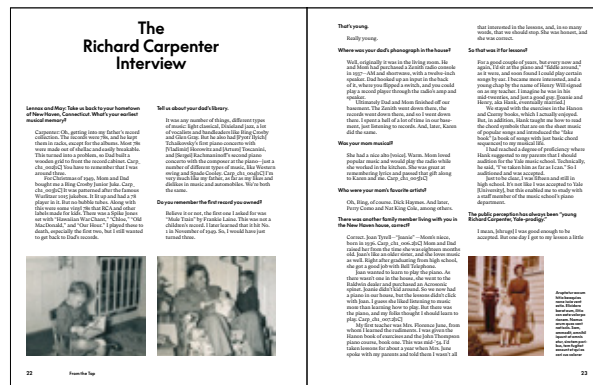 The
Richard Carpenter
Interview
Lennox and May: Take us back to your hometown
of New Haven, Connecticut. What's your earliest
musical memory?
Carpenter: Oh, getting into my father's record
collection. The records were 78s, and he kept
them in racks, except for the albums. Most 78s
were made out of shellac and easily breakable.
This turned into a problem, so Dad built a
wooden grid to front the record cabinet. Carp_
ch1_001[C] You have to remember that I was
around three.
For Christmas of 1949, Mom and Dad
bought me a Bing Crosby Junior Juke. Carp_
ch1_002[C] It was patterned after the famous
Wurlitzer 1015 jukebox. It lit up and had a 78
player in it. But no bubble tubes. Along with
this were some vinyl 78s that RCA and other
labels made for kids. There was a Spike Jones
set with "Hawaiian War Chant," "Chloe," "Old
MacDonald," and "Our Hour." I played these to
death, especially the first two, but I still wanted
to get back to Dad's records.
Tell us about your dad's library.
It was any number of things, different types
of music: light classical, Dixieland jazz, a lot
of vocalists and bandleaders like Bing Crosby
and Glen Gray. But he also had [Pyotr Ilyich]
Tchaikovsky's first piano concerto with
[Vladimir] Horowitz and [Arturo] Toscanini,
and [Sergei] Rachmaninoff's second piano
concerto with the composer at the piano—just a
number of different types of music, like Western
swing and Spade Cooley. Carp_ch1_003[C] I'm
very much like my father, as far as my likes and
dislikes in music and automobiles. We're both
the same.
Do you remember the first record you owned?
Believe it or not, the first one I asked for was
"Mule Train" by Frankie Laine. This was not a
children's record. I later learned that it hit No.
1 in November of 1949. So, I would have just
turned three.
22
From the Top
That's young.
Really young.
Where was your dad's phonograph in the house?
Well, originally it was in the living room. He
and Mom had purchased a Zenith radio console
in 1937—AM and shortwave, with a twelve-inch
speaker. Dad hooked up an input in the back
of it, where you flipped a switch, and you could
play a record player through the radio's amp and
speaker.
Ultimately Dad and Mom finished off our
basement. The Zenith went down there, the
records went down there, and so I went down
there. I spent a hell of a lot of time in our base-
ment, just listening to records. And, later, Karen
did the same.
Was your mom musical?
She had a nice alto [voice]. Warm. Mom loved
popular music and would play the radio while
she worked in the kitchen. She was great at
remembering lyrics and passed that gift along
to Karen and me. Carp_ch1_005[C]
Who were your mom's favorite artists?
Oh, Bing, of course. Dick Haymes. And later,
Perry Como and Nat King Cole, among others.
There was another family member living with you in
the New Haven house, correct?
Correct. Joan Tyrell—"Joanie"—Mom's niece,
born in 1936. Carp_ch1_006.2[C] Mom and Dad
raised her from the time she was eighteen months
old. Joan's like an older sister, and she loves music
as well. Right after graduating from high school,
she got a good job with Bell Telephone.
Joan wanted to learn to play the piano. As
there wasn't one in the house, she went to the
Baldwin dealer and purchased an Acrosonic
spinet. Joanie didn't kid around. So we now had
a piano in our house, but the lessons didn't click
with Joan. I guess she liked listening to music
more than learning how to play. But there was
the piano, and my folks thought I should learn to
play. Carp_ch1_007.2[C]
My first teacher was Mrs. Florence June, from
whom I learned the rudiments. I was given the
Hanon book of exercises and the John Thompson
piano course, book one. This was mid-'54. I'd
taken lessons for about a year when Mrs. June
spoke with my parents and told them I wasn't all
that interested in the lessons, and, in so many
words, that we should stop. She was honest, and
she was correct.
So that was it for lessons?
For a good couple of years, but every now and
again, I'd sit at the piano and "fiddle around,"
as it were, and soon found I could play certain
songs by ear. I became more interested, and a
young chap by the name of Henry Will signed
on as my teacher. I imagine he was in his
mid-twenties, and just a good guy. [Joanie and
Henry, aka Hank, eventually married.]
We stayed with the exercises in the Hanon
and Czerny books, which I actually enjoyed.
But, in addition, Hank taught me how to read
the chord symbols that are on the sheet music
of popular songs and introduced the "fake
book" [a book of songs with just basic chord
sequences] to my musical life.
I had reached a degree of proficiency where
Hank suggested to my parents that I should
audition for the Yale music school. Technically,
he said, "I've taken him as far as I can." So I
auditioned and was accepted.
Just to be clear, I was fifteen and still in
high school. It's not like I was accepted to Yale
[University], but this enabled me to study with
a staff member of the music school's piano
department.
The public perception has always been "young
Richard Carpenter, Yale-prodigy."
I mean, [shrugs] I was good enough to be
accepted. But one day I got to my lesson a little
23